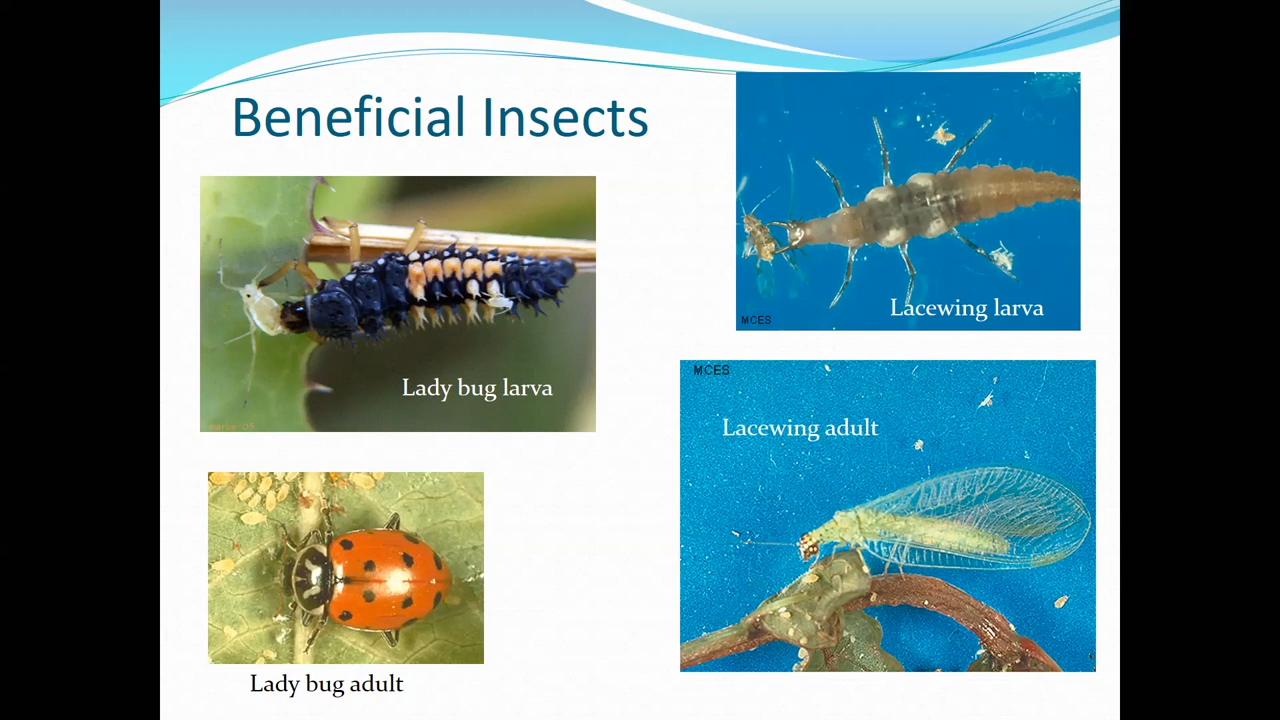 Beneficial Insects
Lady bug larva
Lady bug adult
MCES
Lacewing larva
MCES
Lacewing adult